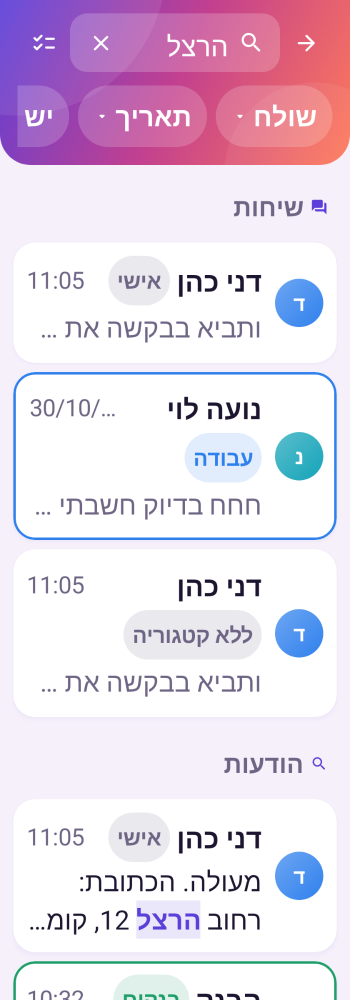 הרצל
שולח תאריך יש
שיחות
דני כהן אישי 11:05
ותביא בבקשה את ...
נועה לוי 30/10/...
עבודה
חחח בדיוק חשבתי ...
דני כהן 11:05
ללא קטגוריה
ותביא בבקשה את ...
הודעות
דני כהן אישי 11:05
מעולה. הכתובת:
רחוב הרצל 12, קומ...
10:32
ד
נ
ד
ד